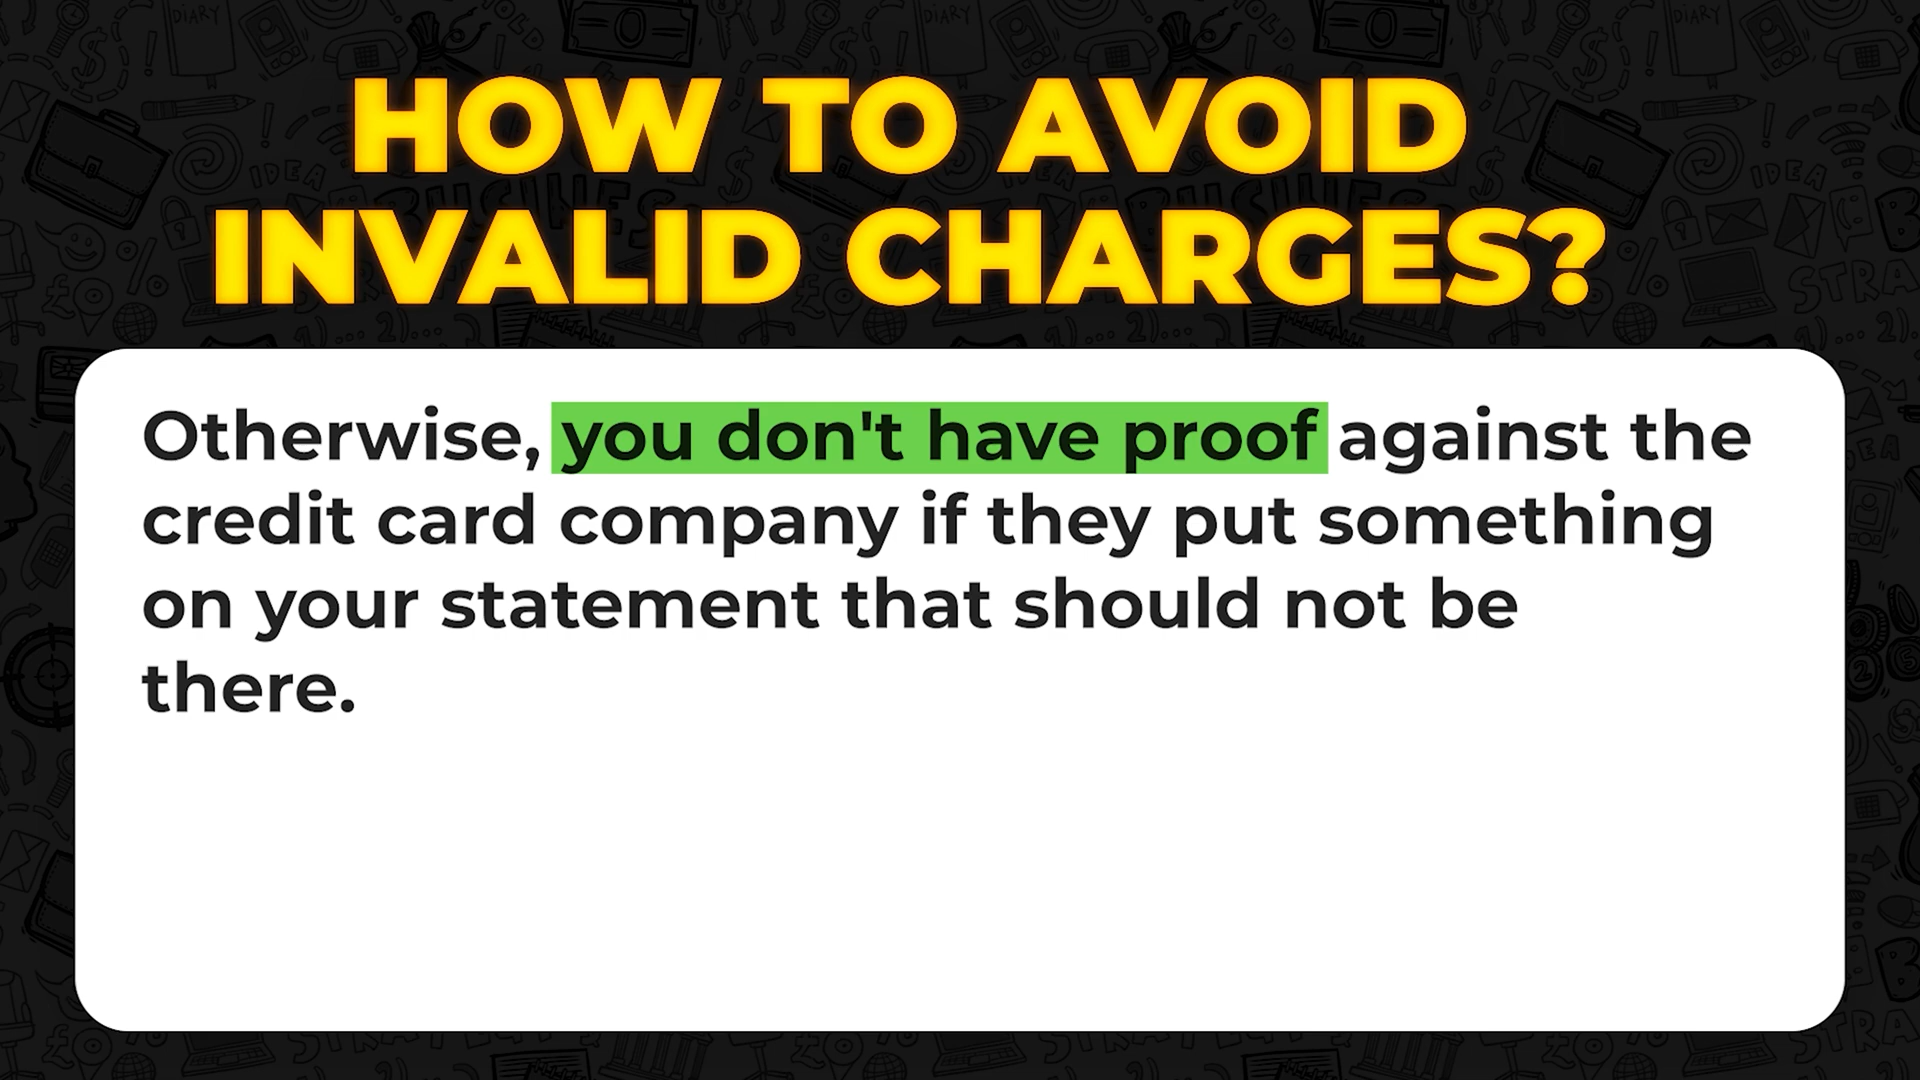 HOW TO AVOID
INVALID CHARGES?
Otherwise, you don't have proof against the
credit card company if they put something
on your statement that should not be
there.